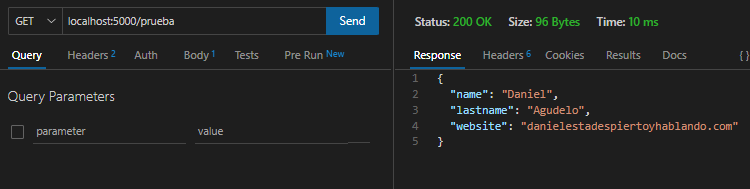 GET localhost:5000/prueba Send
Query Headers 2 Auth Body 1 Tests Pre Run New
Query Parameters
parameter value
Status: 200 OK Size: 96 Bytes Time: 10 ms
Response Headers 6 Cookies Results Docs { }
1 {
2 "name": "Daniel",
3 "lastname": "Agudelo",
4 "website": "danielestadespiertoyhablando.com"
5 }